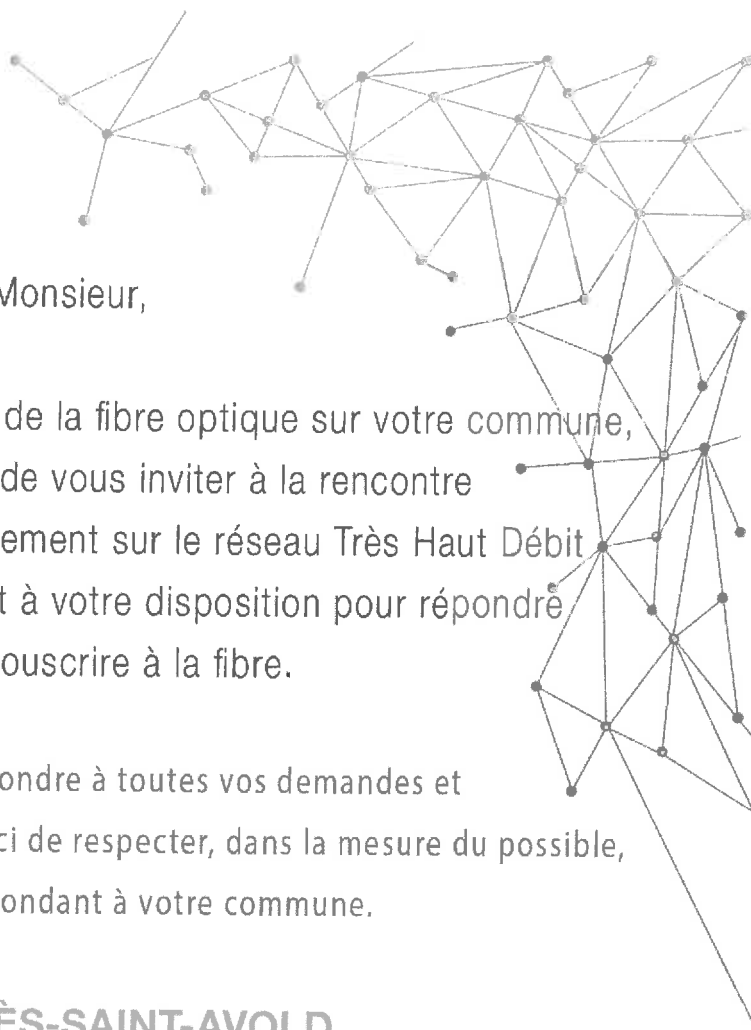 Monsieur,
de la fibre optique sur votre commune,
de vous inviter à la rencontre
ement sur le réseau Très Haut Débit
t à votre disposition pour répondre
ouscrire à la fibre.
ondre à toutes vos demandes et
ci de respecter, dans la mesure du possible,
ondant à votre commune.
ÈS-SAINT-AVOLD